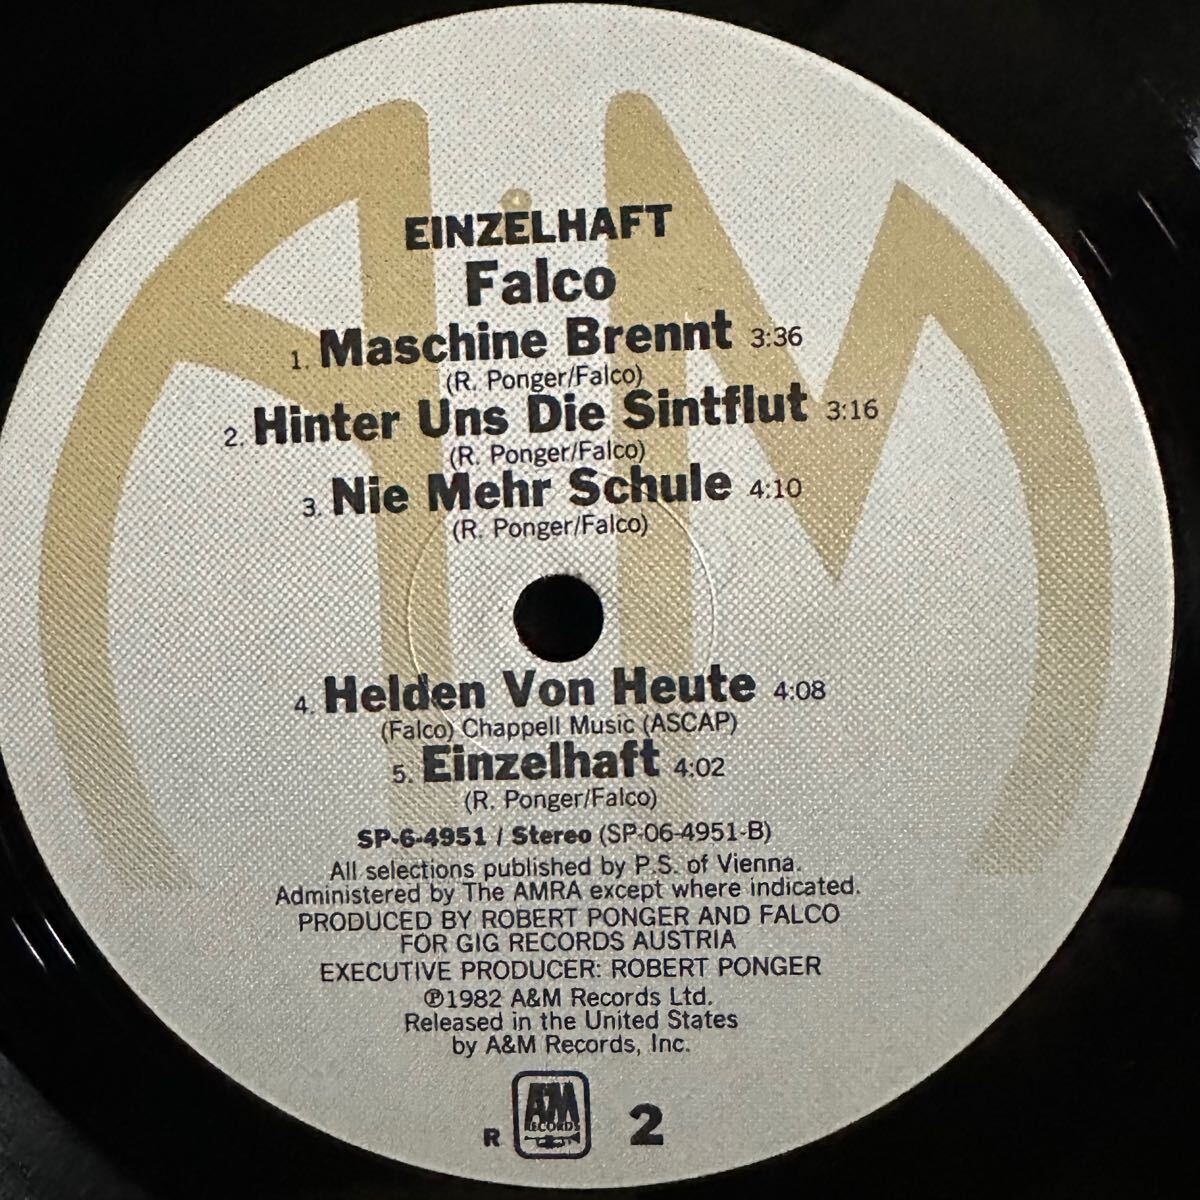 EINZELHAFT
Falco
1. Maschine Brennt 3:36
(R. Ponger/Falco)
2. Hinter Uns Die Sintflut 3:16
(R. Ponger/Falco)
3. Nie Mehr Schule 4:10
(R. Ponger/Falco)
4. Helden Von Heute 4:08
(Falco) Chappell Music (ASCAP)
5. Einzelhaft 4:02
(R. Ponger/Falco)
SP-6-4951 / Stereo (SP-06-4951-B)
All selections published by P.S. of Vienna.
Administered by The AMRA except where indicated.
PRODUCED BY ROBERT PONGER AND FALCO
FOR GIG RECORDS AUSTRIA
EXECUTIVE PRODUCER: ROBERT PONGER
℗1982 A&M Records Ltd.
Released in the United States
by A&M Records, Inc.
R A&M RECORDS 2